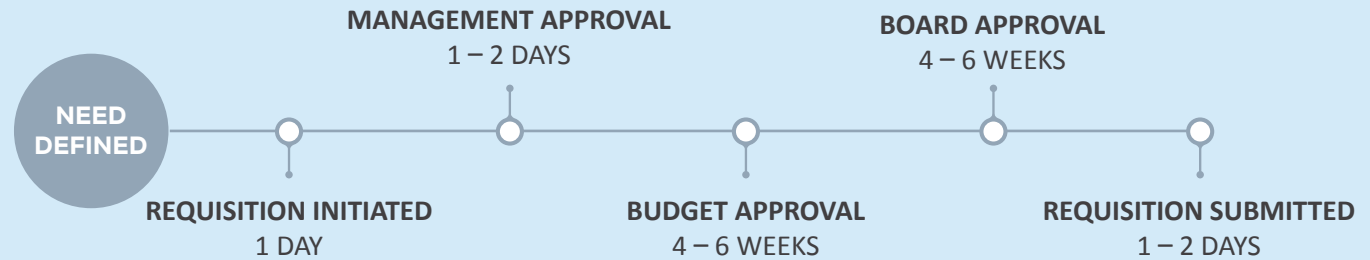 NEED
DEFINED
REQUISITION INITIATED
1 DAY
MANAGEMENT APPROVAL
1 – 2 DAYS
BUDGET APPROVAL
4 – 6 WEEKS
BOARD APPROVAL
4 – 6 WEEKS
REQUISITION SUBMITTED
1 – 2 DAYS